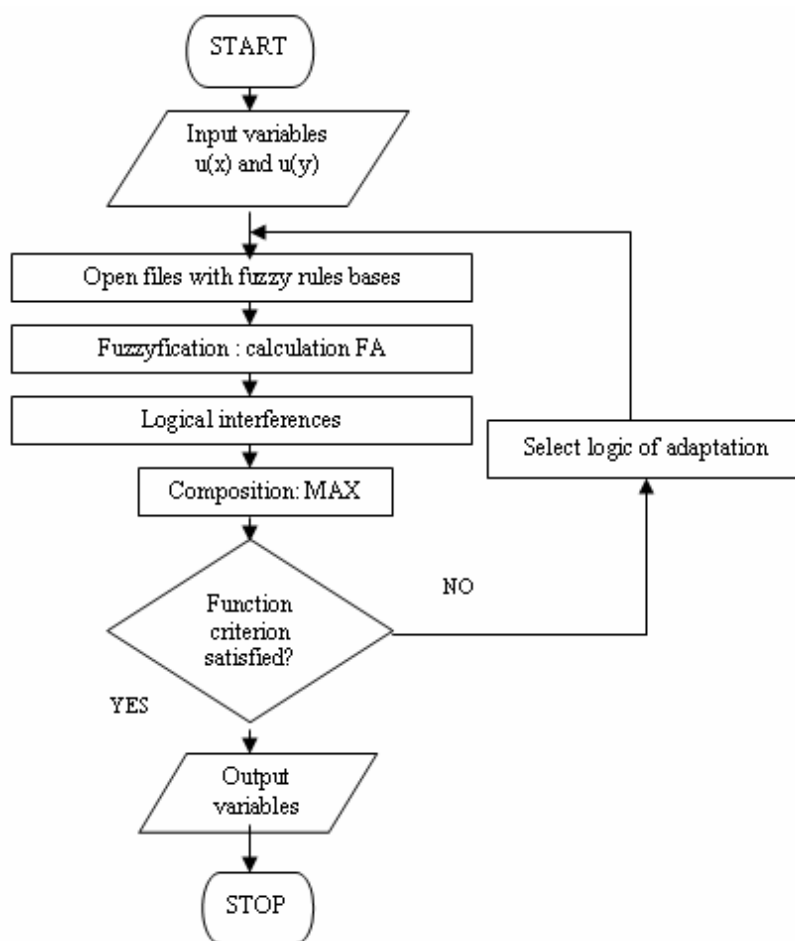 START
Input variables
u(x) and u(y)
Open files with fuzzy rules bases
Fuzzyfication : calculation FA
Logical interferences
Select logic of adaptation
Composition: MAX
Function
criterion
satisfied?
NO
YES
Output
variables
STOP